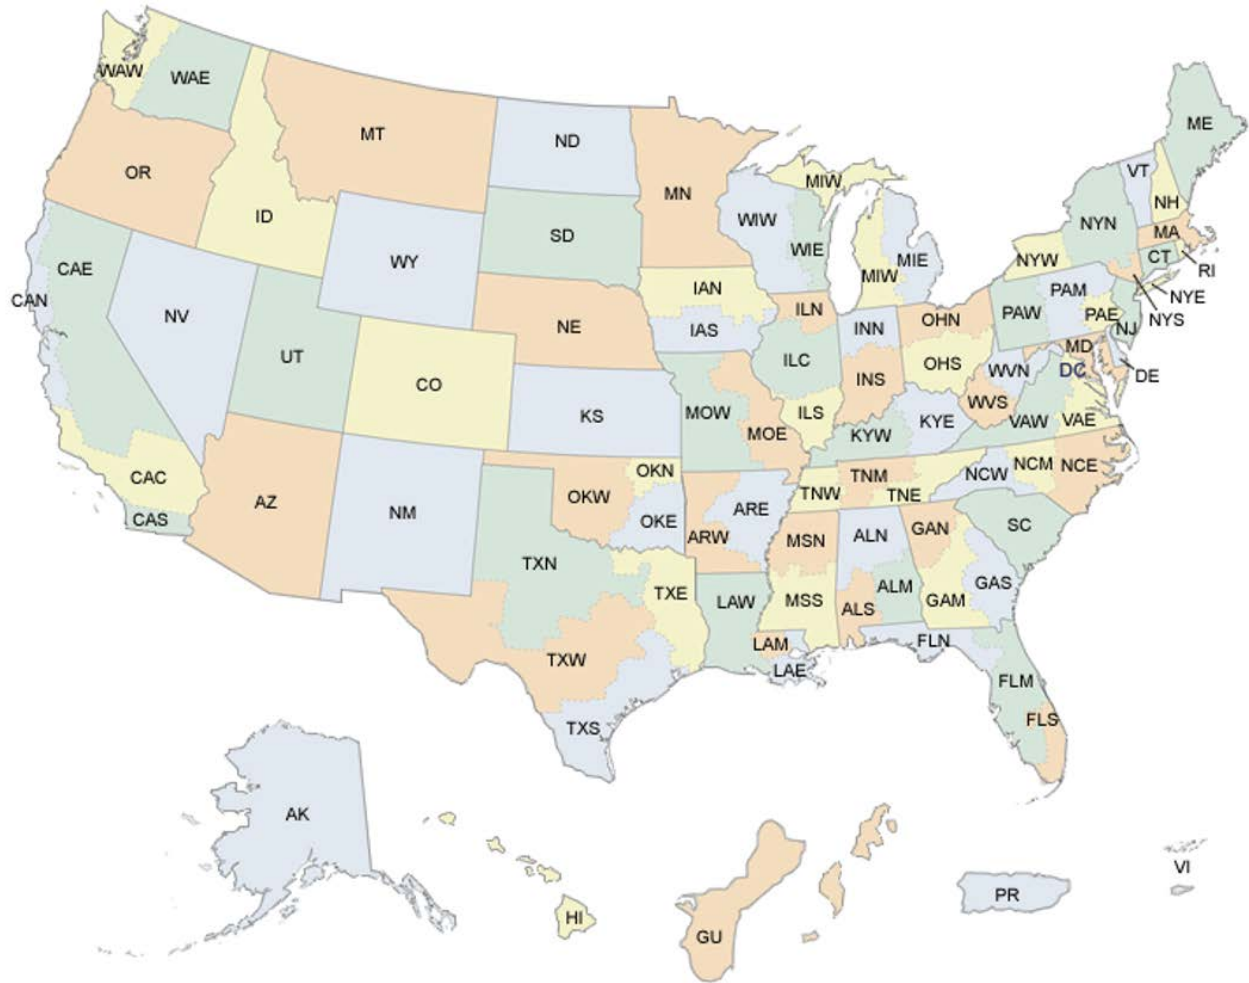 WAW
WAE
MT
ND
MN
OR
ID
SD
WY
MIW
WIW
WIE
MIW
MIE
ME
VT
NH
NYN
MA
NYW
CT
RI
NYE
NYS
CAE
CAN
NV
UT
CO
NE
IAN
IAS
ILN
INN
OHN
PAW
PAM
PAE
NJ
ILC
INS
OHS
WVN
MD
DC
DE
KS
MOW
MOE
ILS
KYW
KYE
WVS
VAW
VAE
CAC
CAS
AZ
NM
OKW
OKN
OKE
ARW
ARE
TNW
TNM
TNE
NCW
NCM
NCE
TXN
TXE
MSN
ALN
GAN
SC
LAW
MSS
ALS
ALM
GAM
GAS
TXW
LAM
LAE
FLN
FLM
FLS
TXS
AK
HI
GU
PR
VI